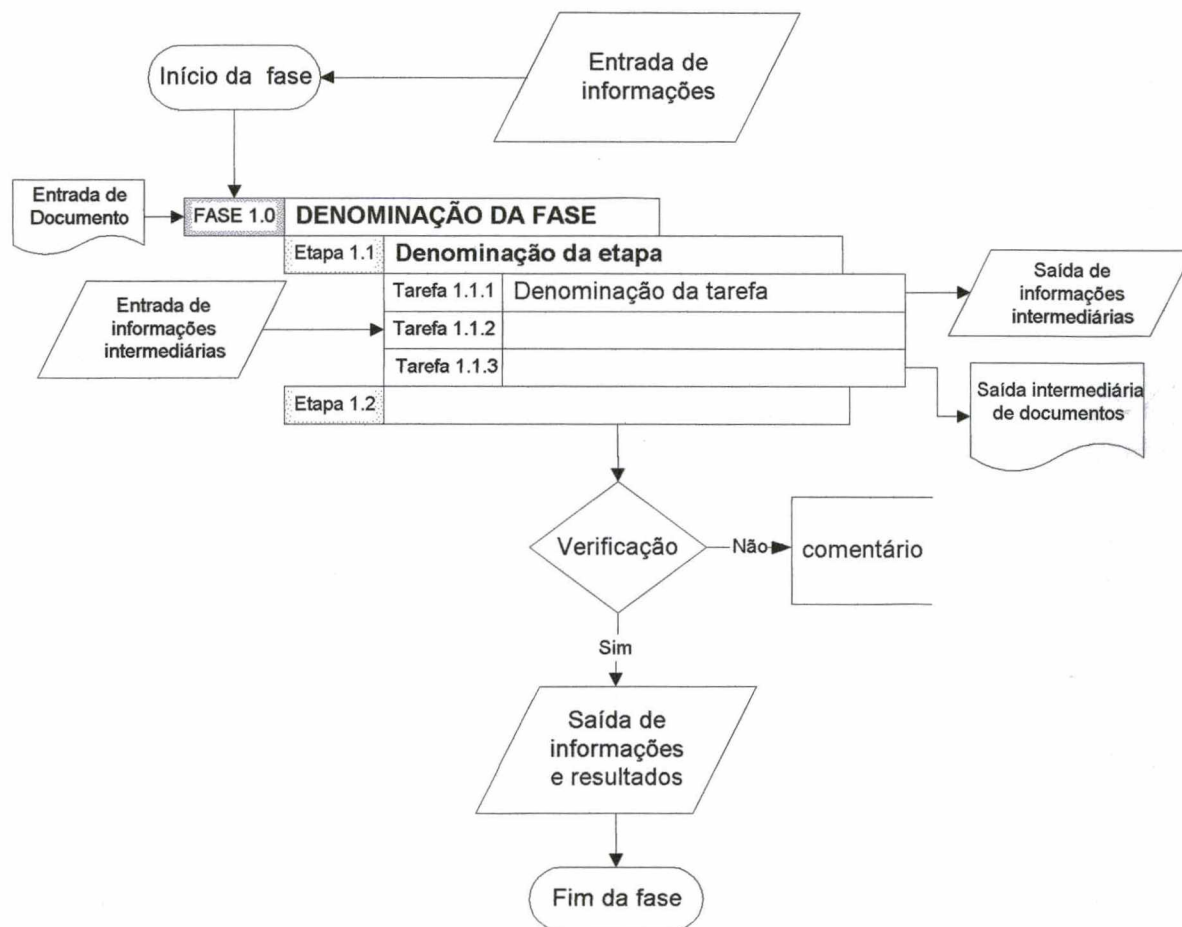 Entrada de
informações
Início da fase
Entrada de
Documento
FASE 1.0 DENOMINAÇÃO DA FASE
Etapa 1.1 Denominação da etapa
Tarefa 1.1.1 Denominação da tarefa
Tarefa 1.1.2
Tarefa 1.1.3
Etapa 1.2
Entrada de
informações
intermediárias
Saída de
informações
intermediárias
Saída intermediária
de documentos
Verificação
Não
comentário
Sim
Saída de
informações
e resultados
Fim da fase